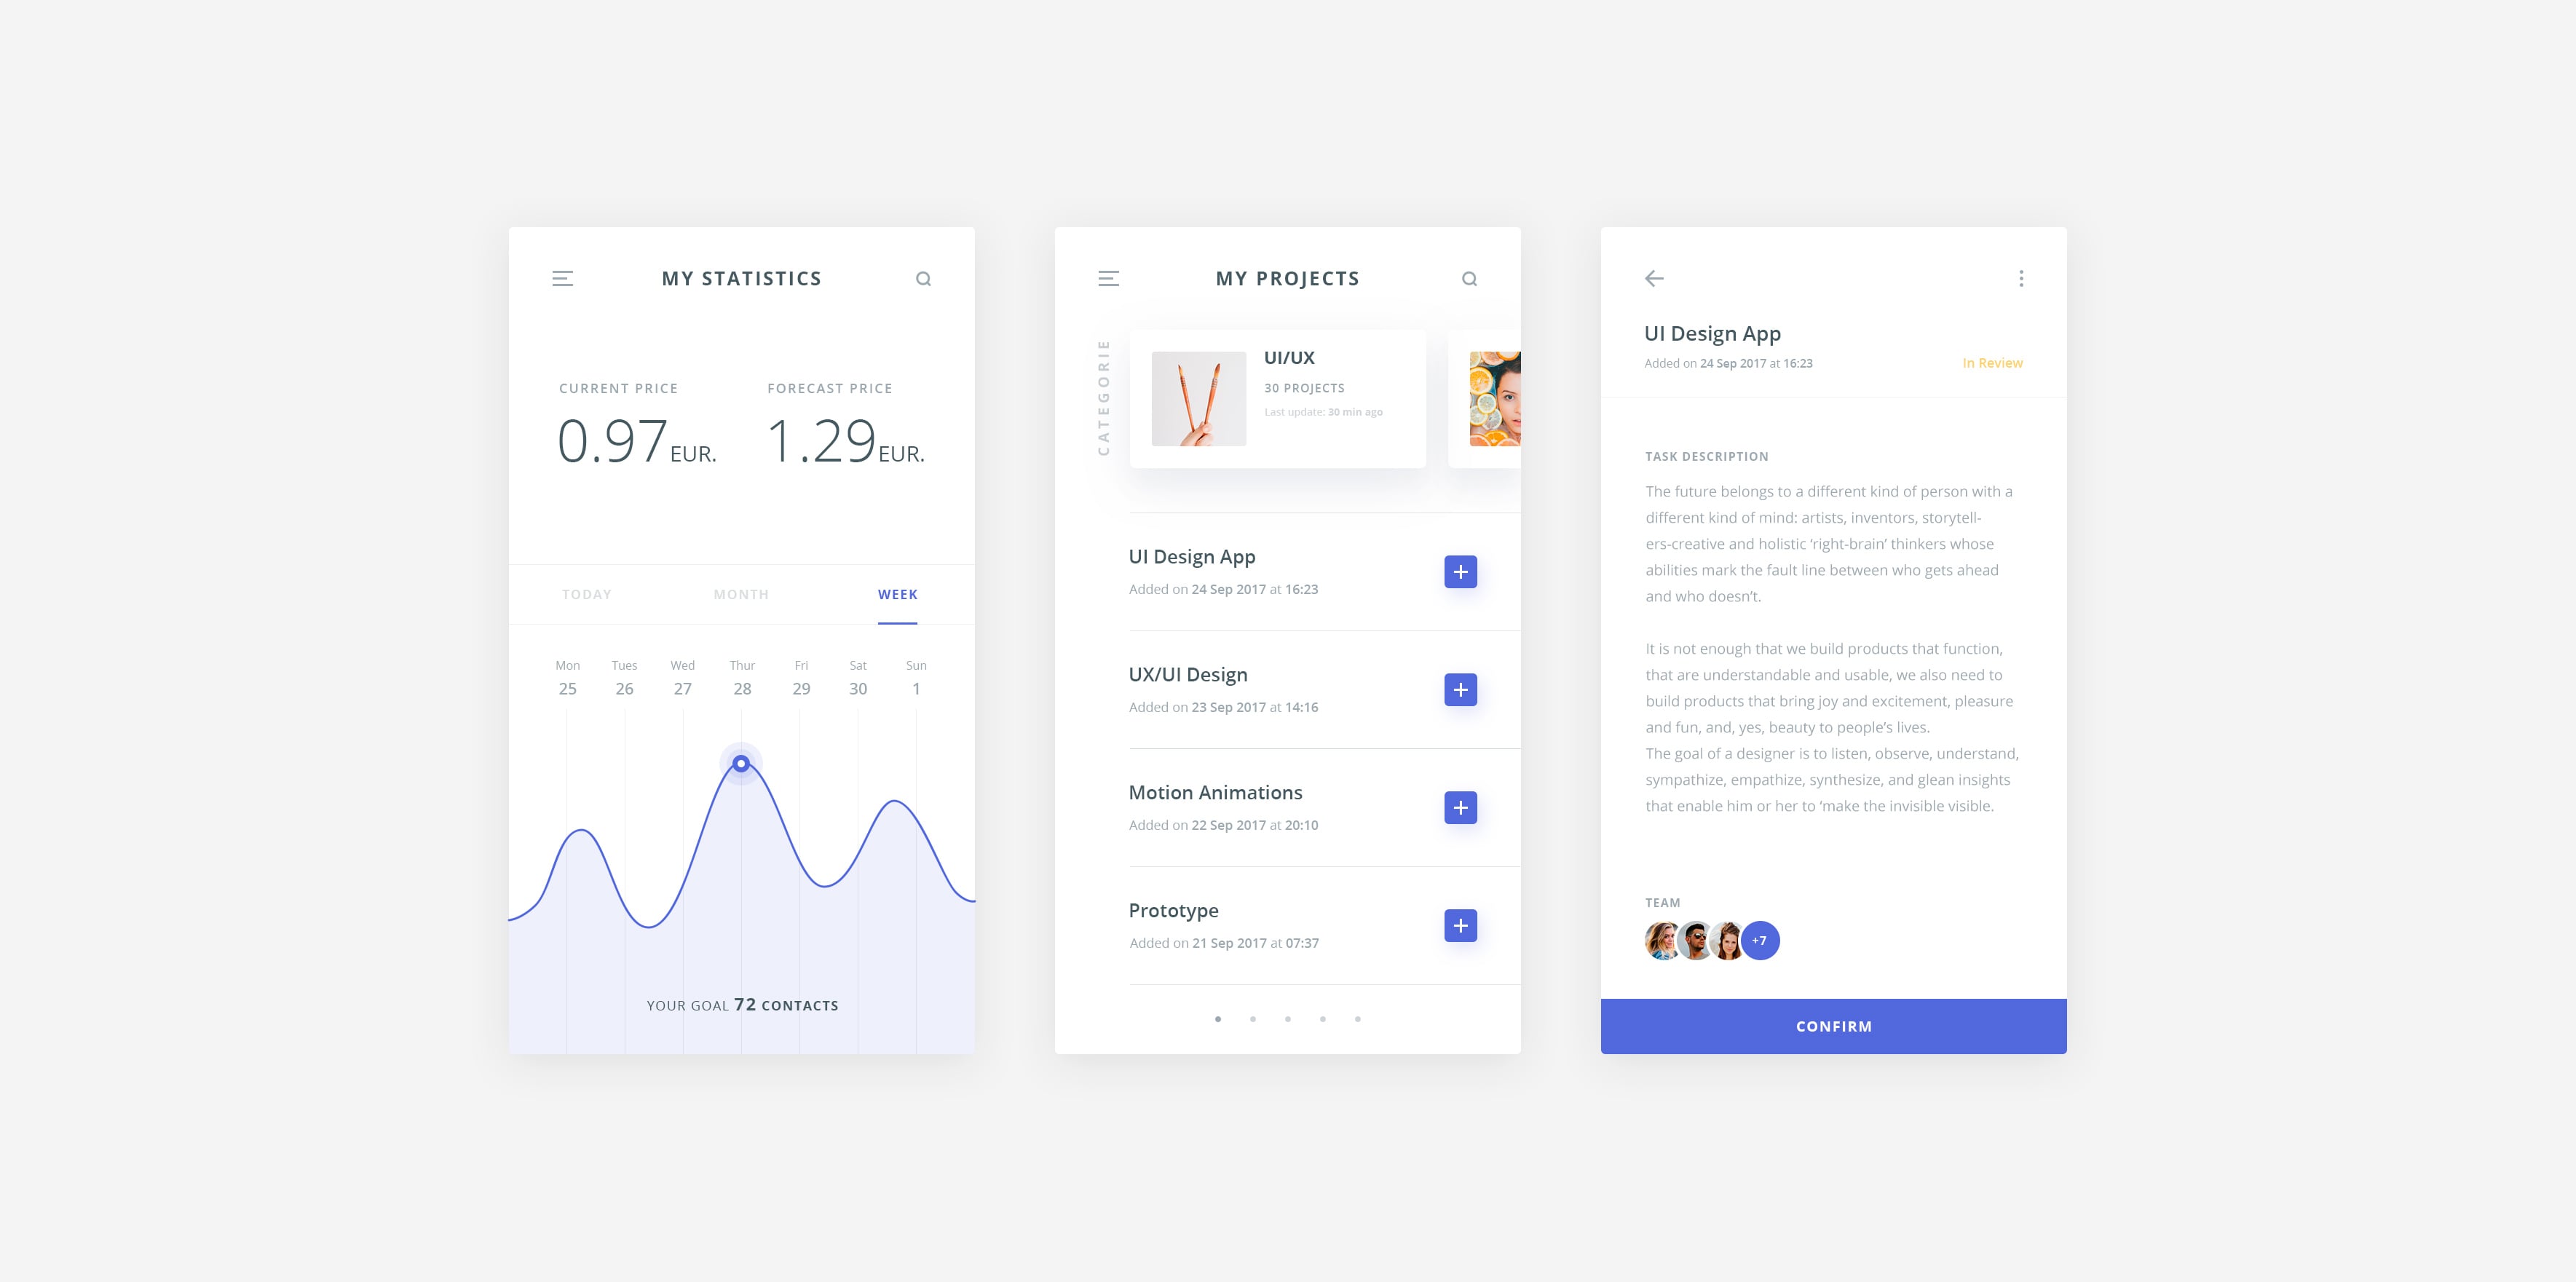 MY STATISTICS
CURRENT PRICE
FORECAST PRICE
0.97 EUR.
1.29 EUR.
TODAY
MONTH
WEEK
Mon Tues Wed Thur Fri Sat Sun
25 26 27 28 29 30 1
YOUR GOAL 72 CONTACTS
MY PROJECTS
CATEGORIE
UI/UX
30 PROJECTS
Last update: 30 min ago
UI Design App
Added on 24 Sep 2017 at 16:23
UX/UI Design
Added on 23 Sep 2017 at 14:16
Motion Animations
Added on 22 Sep 2017 at 20:10
Prototype
Added on 21 Sep 2017 at 07:37
UI Design App
Added on 24 Sep 2017 at 16:23
In Review
TASK DESCRIPTION
The future belongs to a different kind of person with a
different kind of mind: artists, inventors, storytell-
ers-creative and holistic ‘right-brain’ thinkers whose
abilities mark the fault line between who gets ahead
and who doesn’t.
It is not enough that we build products that function,
that are understandable and usable, we also need to
build products that bring joy and excitement, pleasure
and fun, and, yes, beauty to people’s lives.
The goal of a designer is to listen, observe, understand,
sympathize, empathize, synthesize, and glean insights
that enable him or her to ‘make the invisible visible.
TEAM
+7
CONFIRM